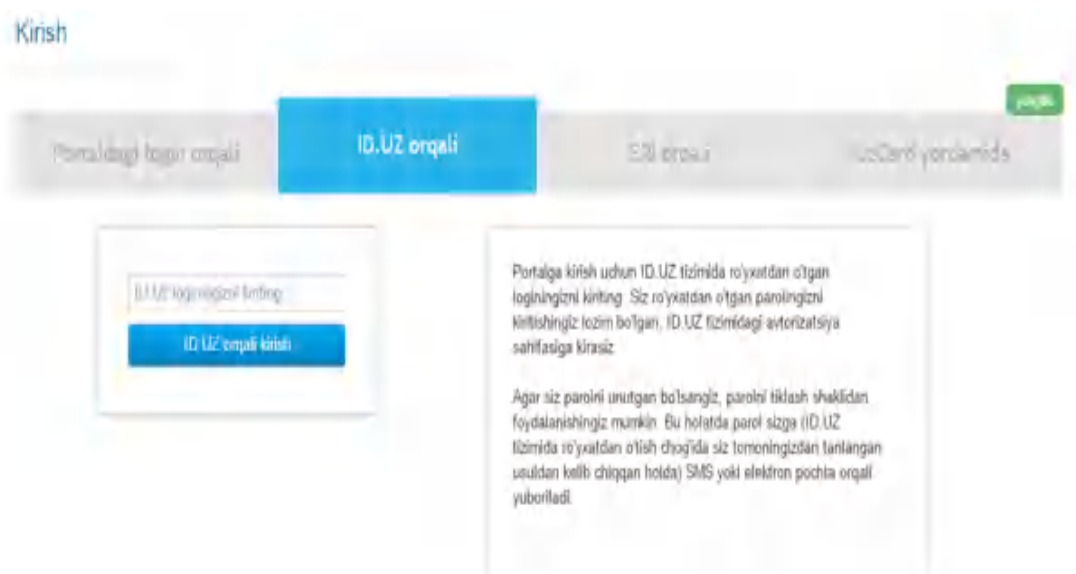 Kirish
yangilik
Portaldagi login orqali
ID.UZ orqali
ERI orqali
UzCard yordamida
ID.UZ loginingizni kiriting
ID.UZ orqali kirish
Portalga kirish uchun ID.UZ tizimida ro'yxatdan o'tgan
loginingizni kiriting. Siz ro'yxatdan o'tgan parolingizni
kiritishingiz lozim bo'lgan, ID.UZ tizimidagi avtorizatsiya
sahifasiga kirasiz.
Agar siz parolni unutgan bo'lsangiz, parolni tiklash shaklidan
foydalanishingiz mumkin. Bu holatda parol sizga (ID.UZ
tizimida ro'yxatdan o'tish chog'ida siz tomoningizdan tanlangan
usuldan kelib chiqqan holda) SMS yoki elektron pochta orqali
yuboriladi.